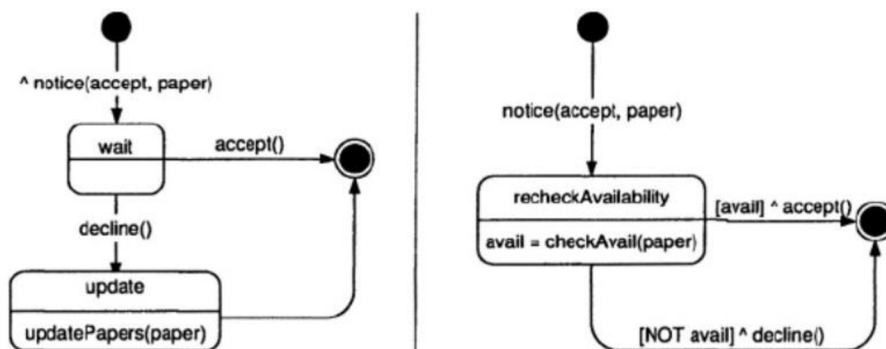 ^ notice(accept, paper)
wait
accept()
decline()
update
updatePapers(paper)
notice(accept, paper)
recheckAvailability
[avail] ^ accept()
avail = checkAvail(paper)
[NOT avail] ^ decline()